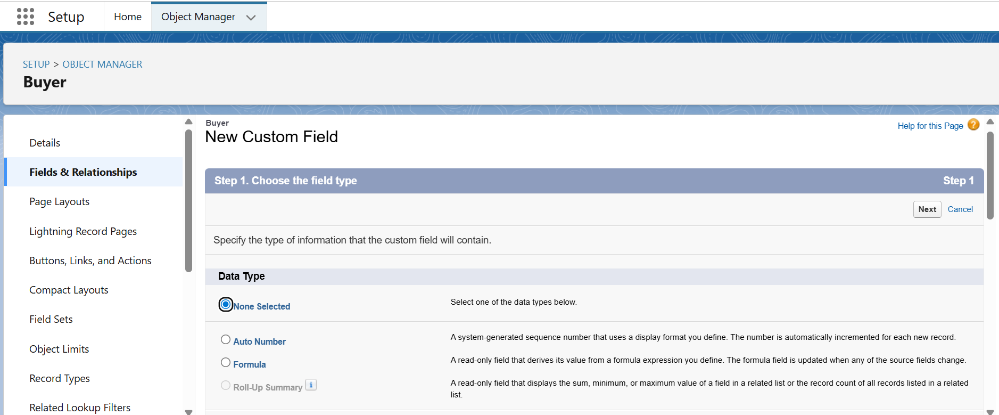 Setup
Home
Object Manager
SETUP > OBJECT MANAGER
Buyer
Details
Fields & Relationships
Page Layouts
Lightning Record Pages
Buttons, Links, and Actions
Compact Layouts
Field Sets
Object Limits
Record Types
Related Lookup Filters
Buyer
New Custom Field
Help for this Page ?
Step 1. Choose the field type
Step 1
Next
Cancel
Specify the type of information that the custom field will contain.
Data Type
None Selected
Select one of the data types below.
Auto Number
A system-generated sequence number that uses a display format you define. The number is automatically incremented for each new record.
Formula
A read-only field that derives its value from a formula expression you define. The formula field is updated when any of the source fields change.
Roll-Up Summary i
A read-only field that displays the sum, minimum, or maximum value of a field in a related list or the record count of all records listed in a related
list.